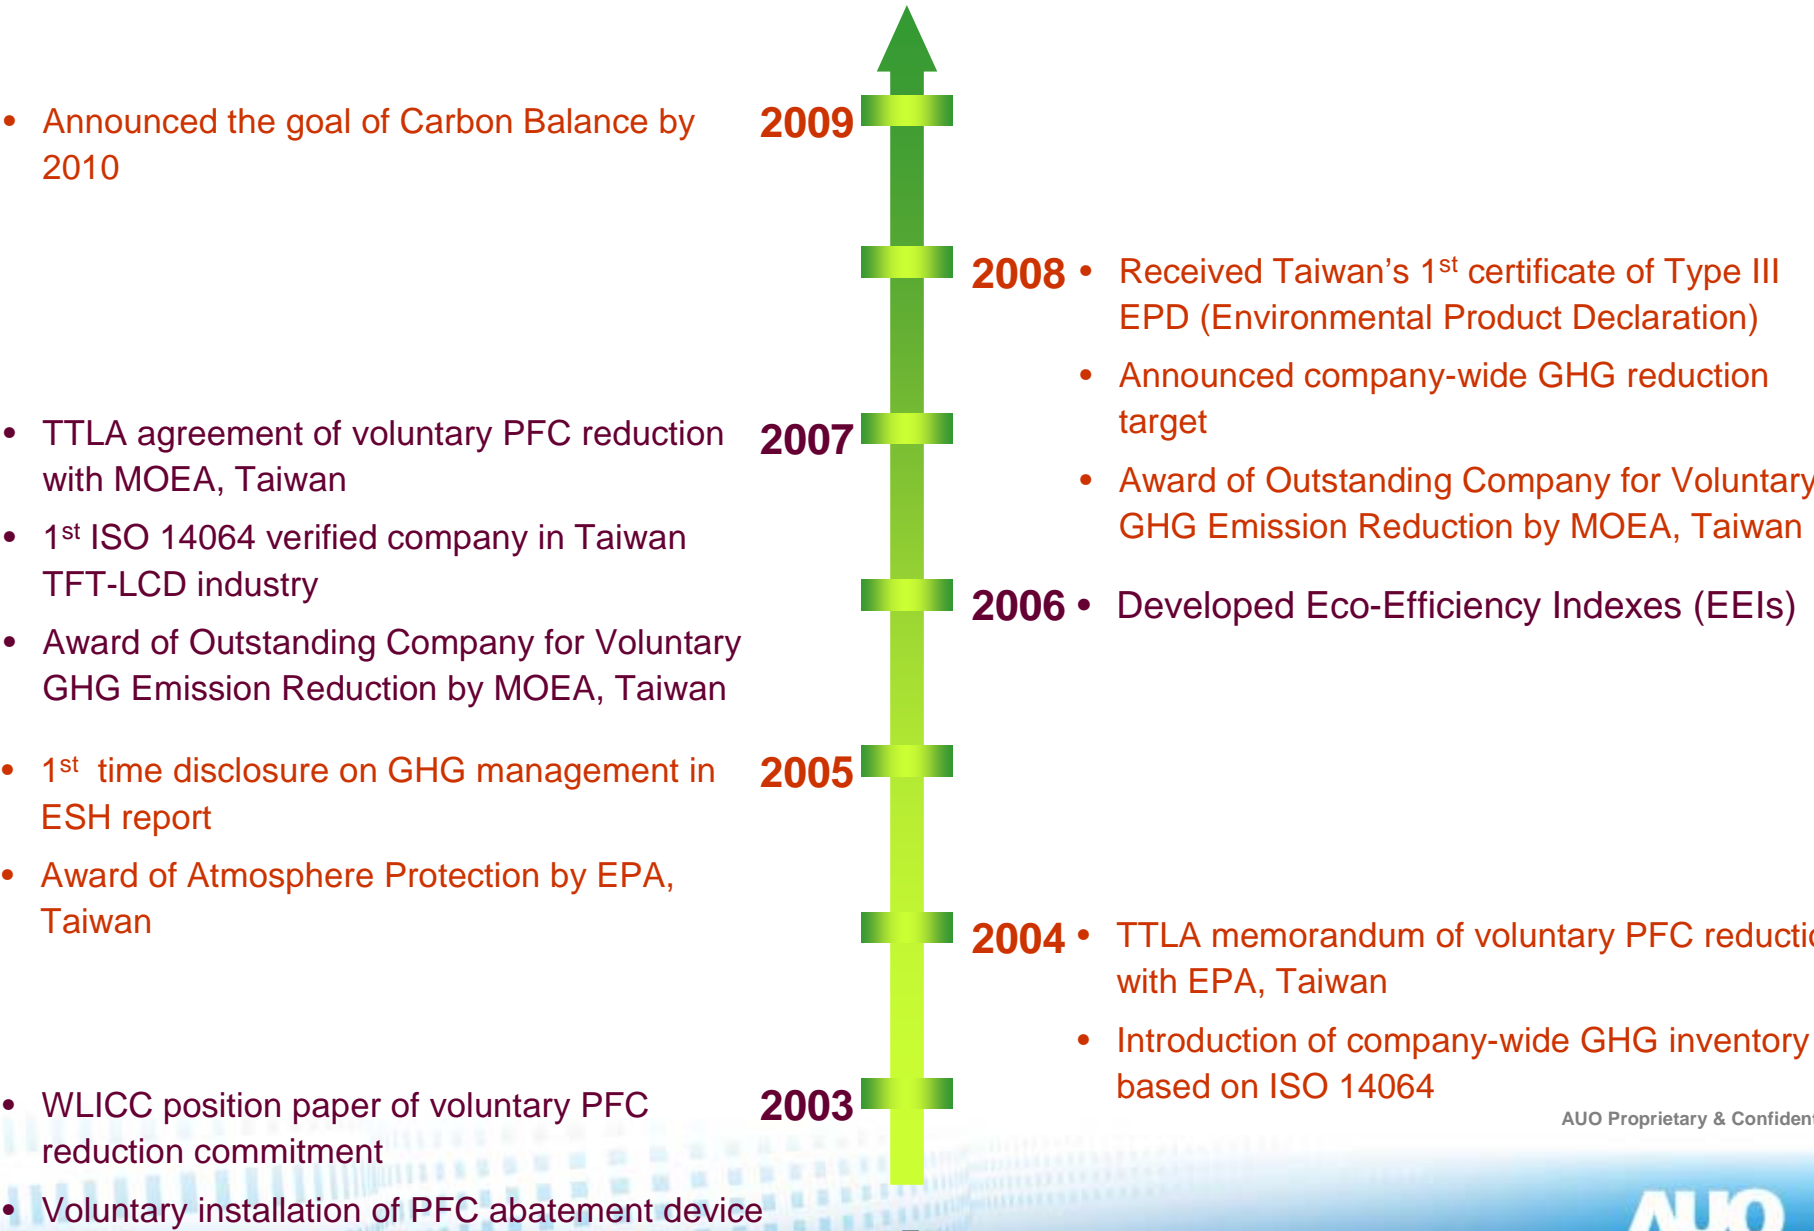 • Announced the goal of Carbon Balance by
2010
2009
2008
• Received Taiwan’s 1st certificate of Type III
EPD (Environmental Product Declaration)
• Announced company-wide GHG reduction
target
• Award of Outstanding Company for Voluntary
GHG Emission Reduction by MOEA, Taiwan
• TTLA agreement of voluntary PFC reduction
with MOEA, Taiwan
• 1st ISO 14064 verified company in Taiwan
TFT-LCD industry
• Award of Outstanding Company for Voluntary
GHG Emission Reduction by MOEA, Taiwan
2007
2006
• Developed Eco-Efficiency Indexes (EEIs)
• 1st time disclosure on GHG management in
ESH report
• Award of Atmosphere Protection by EPA,
Taiwan
2005
2004
• TTLA memorandum of voluntary PFC reductio
with EPA, Taiwan
• Introduction of company-wide GHG inventory
based on ISO 14064
• WLICC position paper of voluntary PFC
reduction commitment
• Voluntary installation of PFC abatement device
2003
AUO Proprietary & Confident
AUO